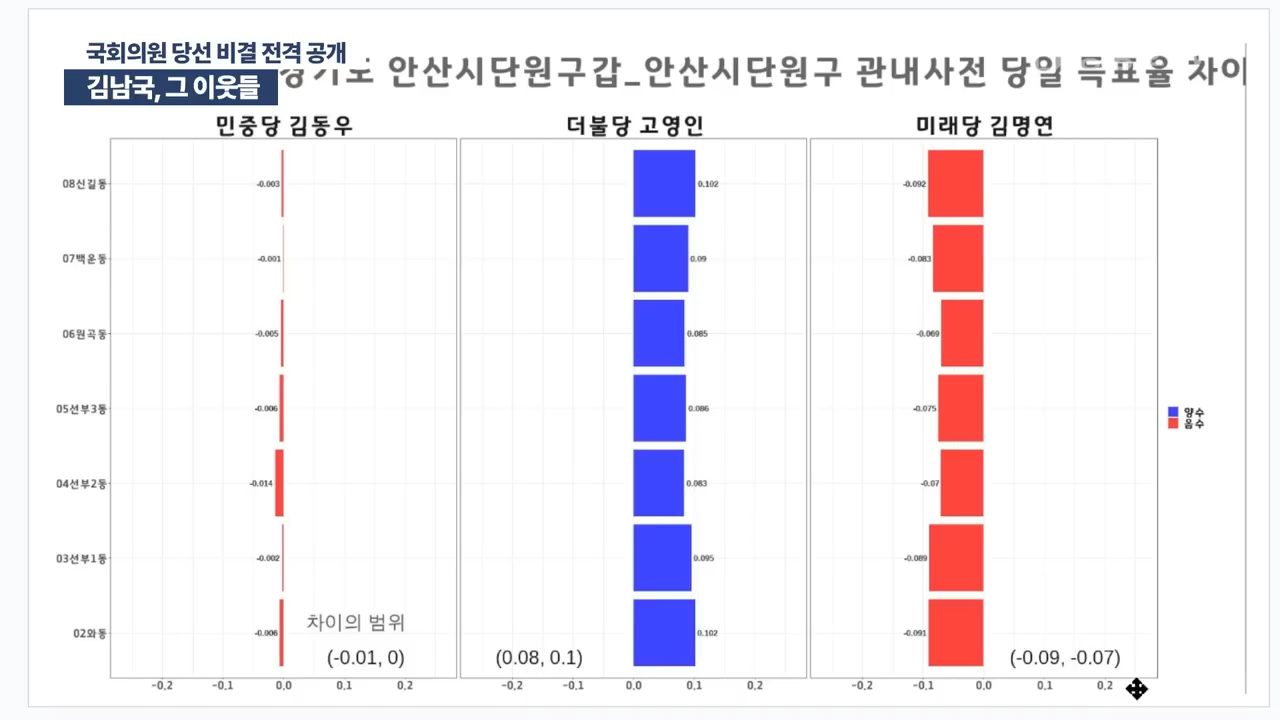 국회의원 당선 비결 전격 공개
김남국, 그 이웃들
경기도 안산시단원구갑_안산시단원구 관내사전 당일 득표율 차이
민중당 김동우
더불당 고영인
미래당 김명연
08신길동 -0.003 0.102 -0.092
07백운동 -0.001 0.09 -0.083
06원곡동 -0.005 0.085 -0.069
05선부3동 -0.006 0.086 -0.075
양수
음수
04선부2동 -0.014 0.083 -0.07
03선부1동 -0.002 0.095 -0.089
02와동 -0.006 0.102 -0.091
차이의 범위
(-0.01, 0) (0.08, 0.1) (-0.09, -0.07)
-0.2 -0.1 0.0 0.1 0.2 -0.2 -0.1 0.0 0.1 0.2 -0.2 -0.1 0.0 0.1 0.2